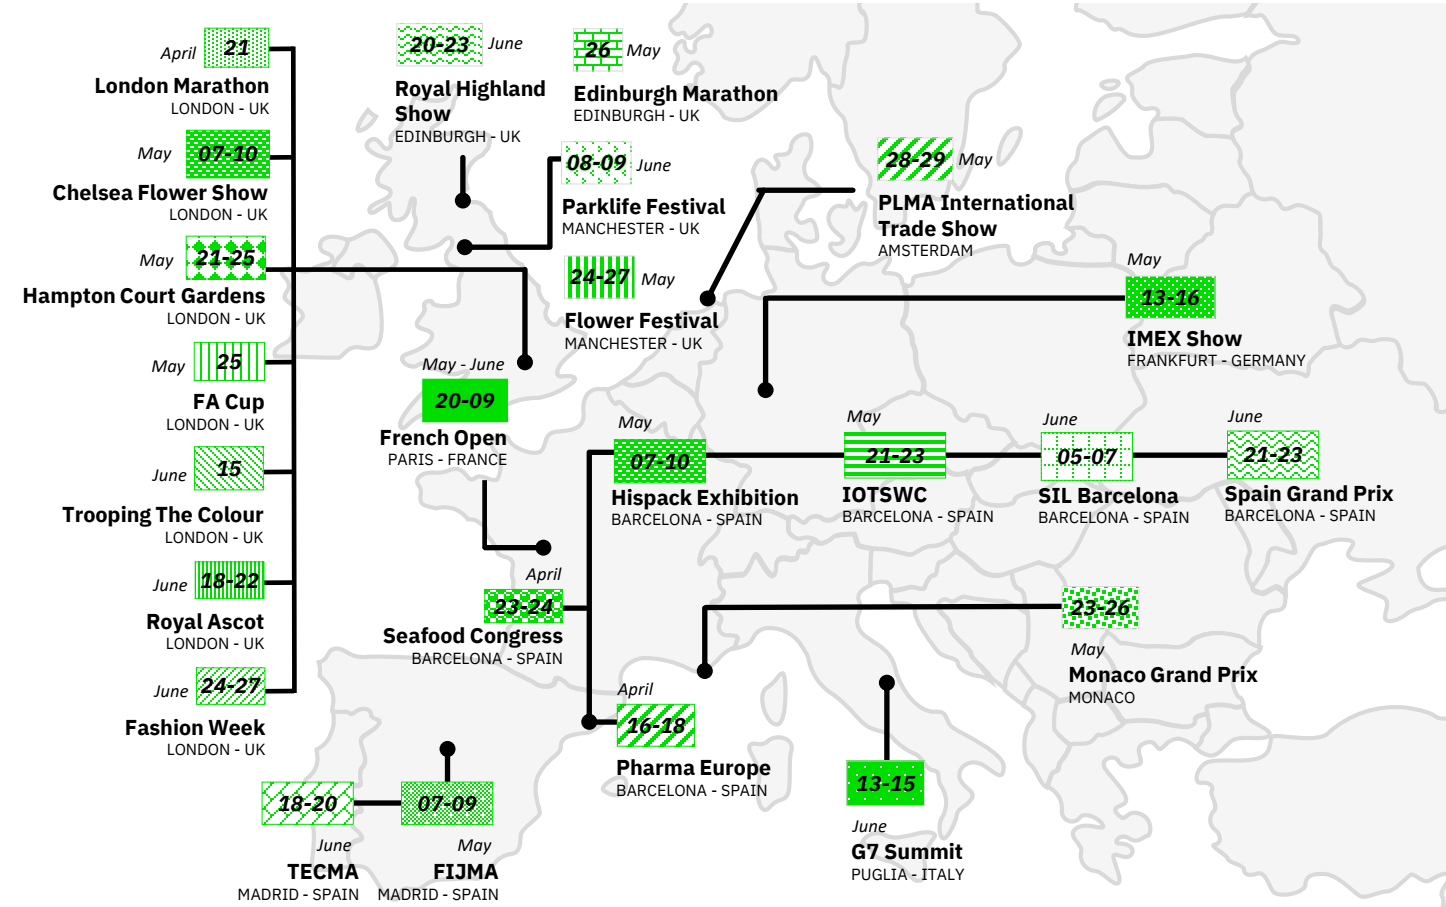 April 21
London Marathon
LONDON - UK
May 07-10
Chelsea Flower Show
LONDON - UK
May 21-25
Hampton Court Gardens
LONDON - UK
May 25
FA Cup
LONDON - UK
June 15
Trooping The Colour
LONDON - UK
June 18-22
Royal Ascot
LONDON - UK
June 24-27
Fashion Week
LONDON - UK
20-23 June
Royal Highland
Show
EDINBURGH - UK
26 May
Edinburgh Marathon
EDINBURGH - UK
08-09 June
Parklife Festival
MANCHESTER - UK
24-27 May
Flower Festival
MANCHESTER - UK
28-29 May
PLMA International
Trade Show
AMSTERDAM
May
13-16
IMEX Show
FRANKFURT - GERMANY
May - June
20-09
French Open
PARIS - FRANCE
May
07-10
Hispack Exhibition
BARCELONA - SPAIN
May
21-23
IOTSWC
BARCELONA - SPAIN
June
05-07
SIL Barcelona
BARCELONA - SPAIN
June
21-23
Spain Grand Prix
BARCELONA - SPAIN
April
23-24
Seafood Congress
BARCELONA - SPAIN
April
16-18
Pharma Europe
BARCELONA - SPAIN
23-26
May
Monaco Grand Prix
MONACO
13-15
June
G7 Summit
PUGLIA - ITALY
18-20
June
TECMA
MADRID - SPAIN
07-09
May
FIJMA
MADRID - SPAIN